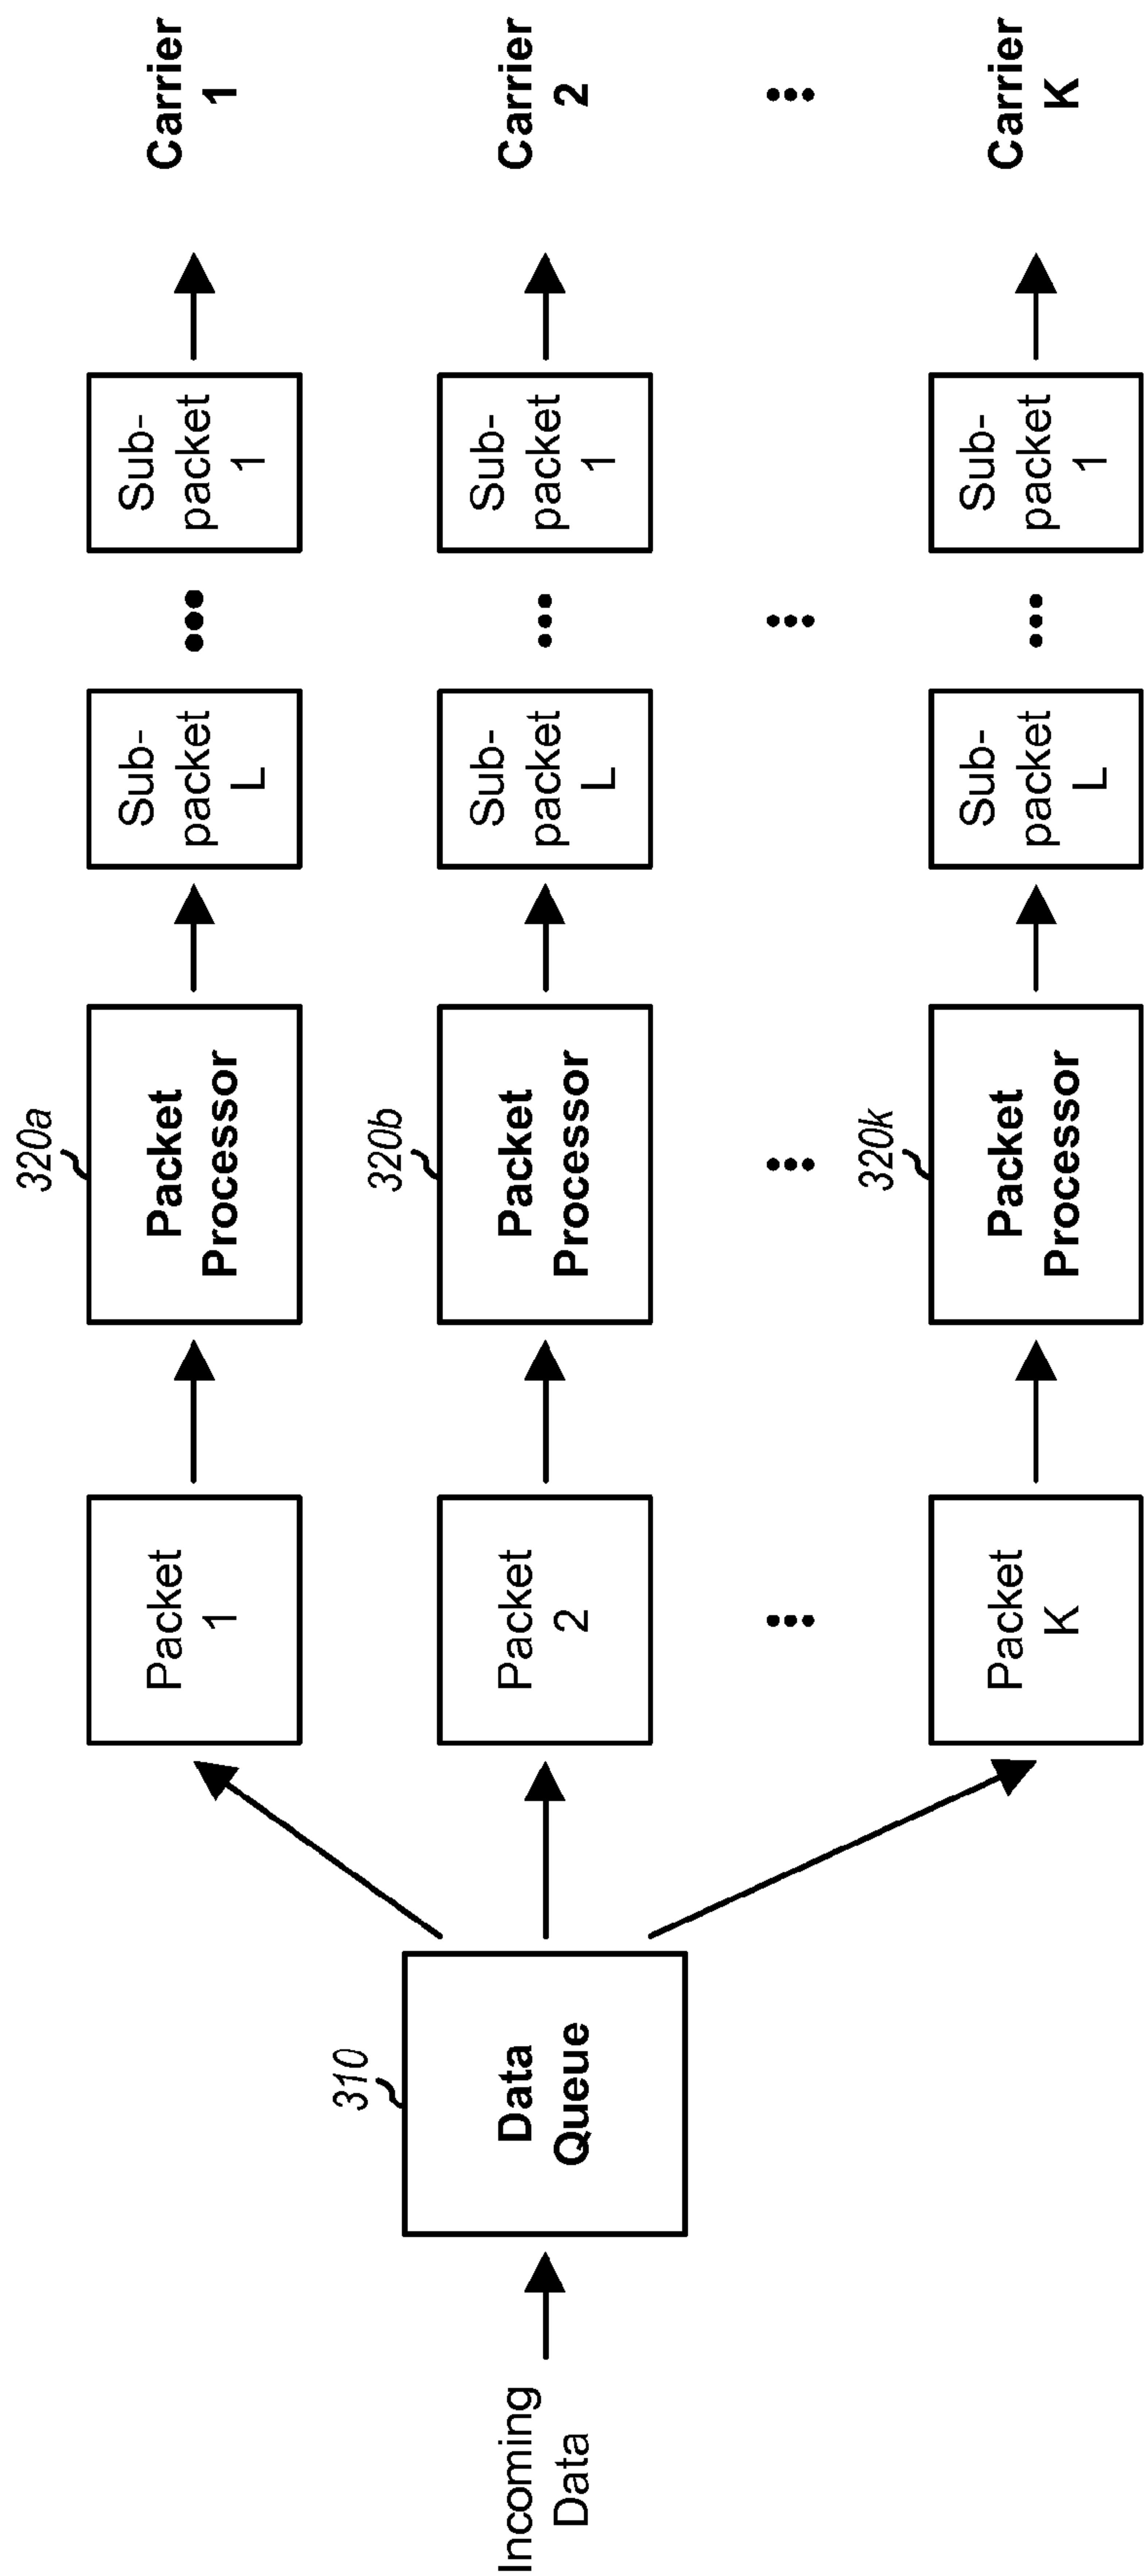 Incoming
Data
310
Data
Queue
Packet
1
Packet
2
Packet
K
320a
Packet
Processor
320b
Packet
Processor
320k
Packet
Processor
Sub-
packet
L
Sub-
packet
L
Sub-
packet
L
Sub-
packet
1
Sub-
packet
1
Sub-
packet
1
Carrier
1
Carrier
2
Carrier
K